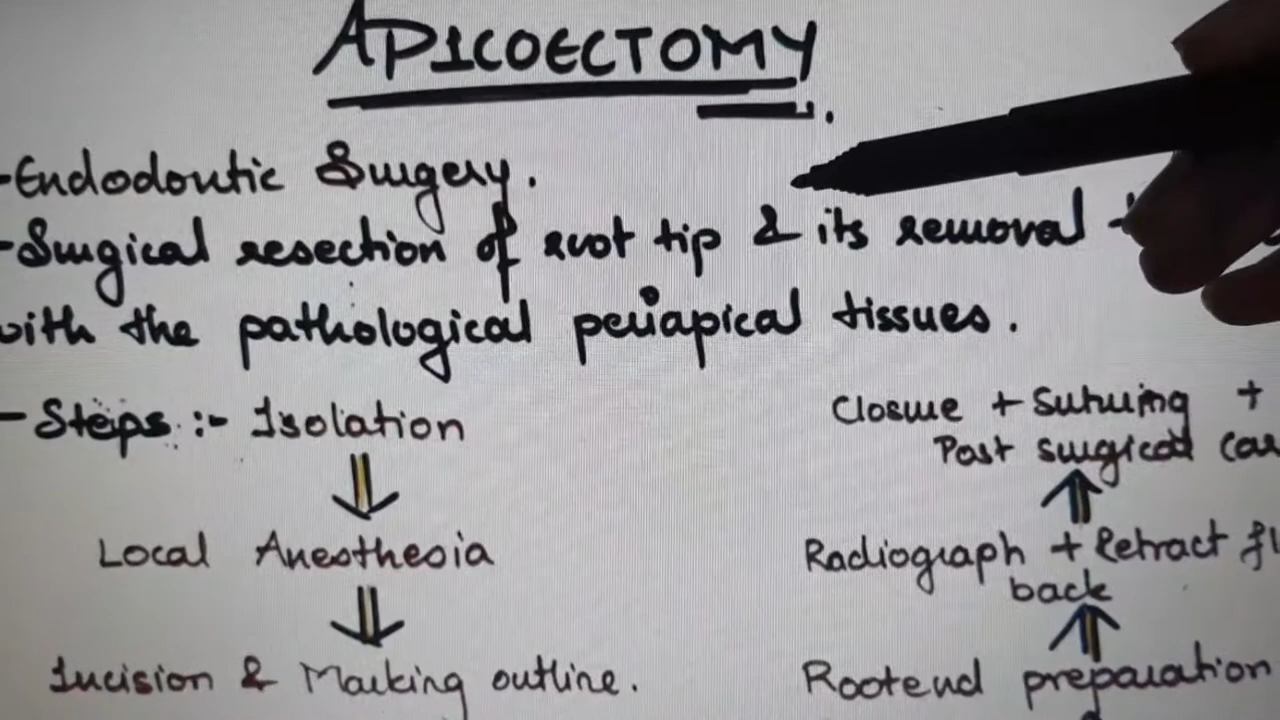 APICOECTOMY.
-Endodontic Surgery.
-Surgical resection of root tip & its removal
with the pathological periapical tissues.
-Steps :- Isolation
Local Anesthesia
Incision & Marking outline.
Closure + Suturing +
Post surgical
Radiograph + Retract
back
Rootend preparation